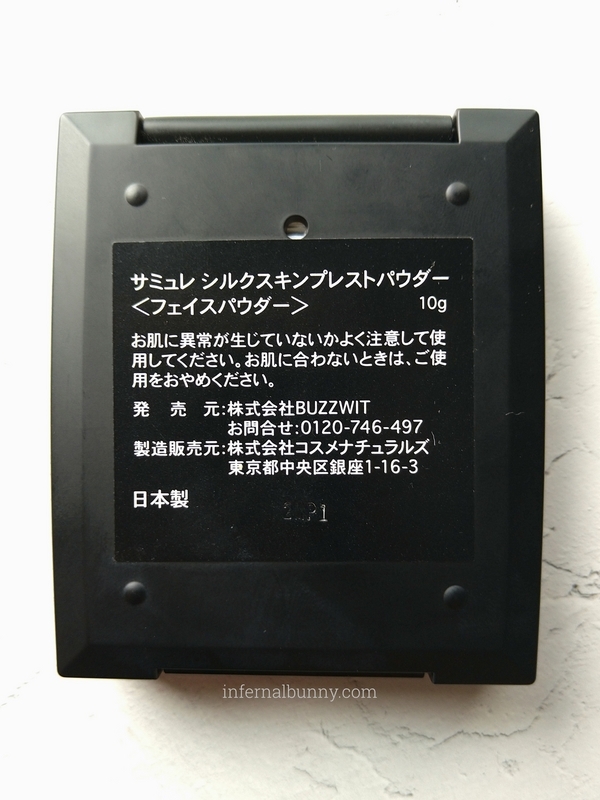 サミュレ シルクスキンプレストパウダー
<フェイスパウダー> 10g
お肌に異常が生じていないかよく注意して使
用してください。お肌に合わないときは、ご使
用をおやめください。
発売元:株式会社BUZZWIT
お問合せ:0120-746-497
製造販売元:株式会社コスメナチュラルズ
東京都中央区銀座1-16-3
日本製
infernalbunny.com